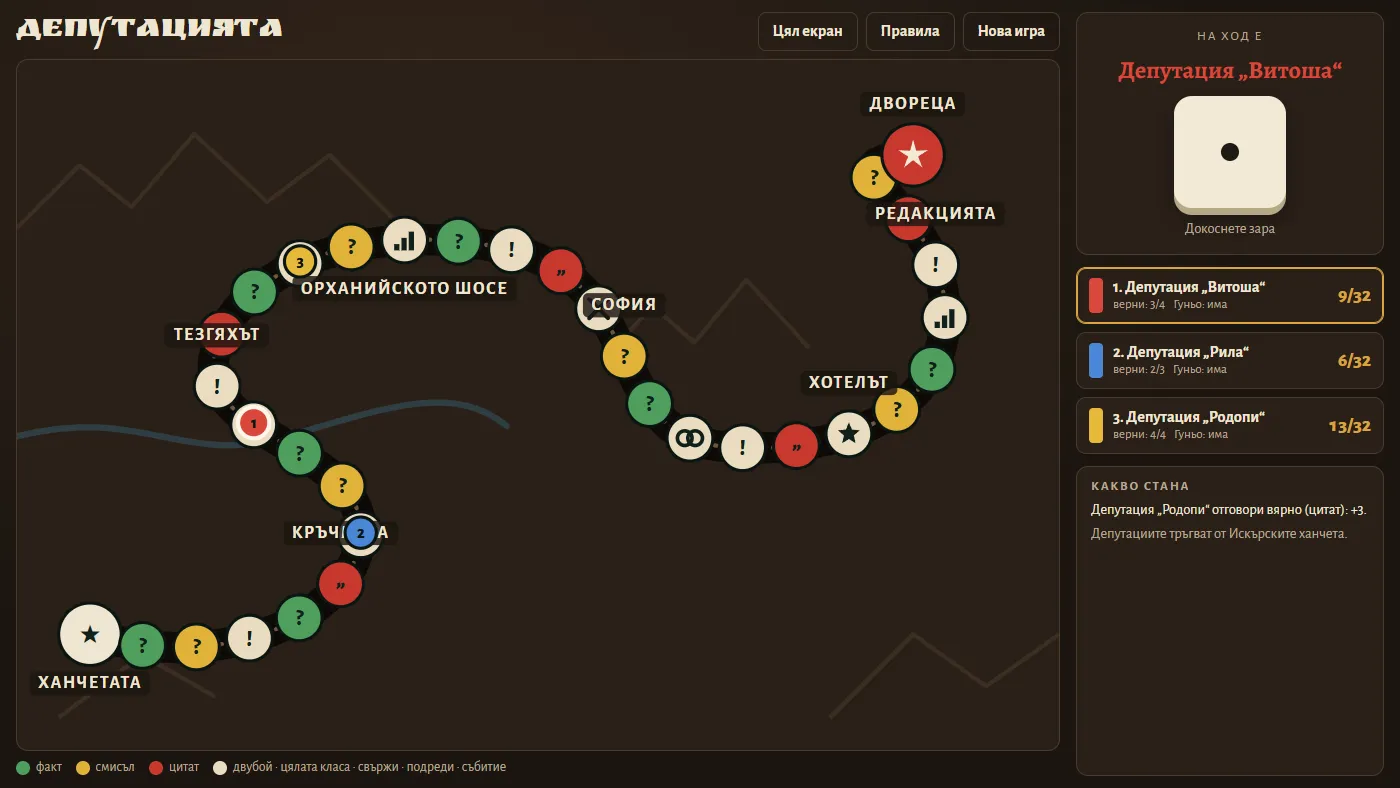 ДЕПУТАЦИЯТА
Цял екран
Правила
Нова игра
ДВОРЕЦА
?
РЕДАКЦИЯТА
!
?
ХОТЕЛЪТ
?
3
?
?
!
„
ОРХАНИЙСКОТО ШОСЕ
СОФИЯ
?
?
!
„
?
ТЕЗГЯХЪТ
!
1
?
?
2
„
?
!
?
?
ХАНЧЕТАТА
факт
смисъл
цитат
двубой · цялата класа · свържи · подреди · събитие
НА ХОД Е
Депутация „Витоша“
Докоснете зара
1. Депутация „Витоша“
верни: 3/4 Гуньо: има
9/32
2. Депутация „Рила“
верни: 2/3 Гуньо: има
6/32
3. Депутация „Родопи“
верни: 4/4 Гуньо: има
13/32
КАКВО СТАНА
Депутация „Родопи“ отговори вярно (цитат): +3.
Депутациите тръгват от Искърските ханчета.